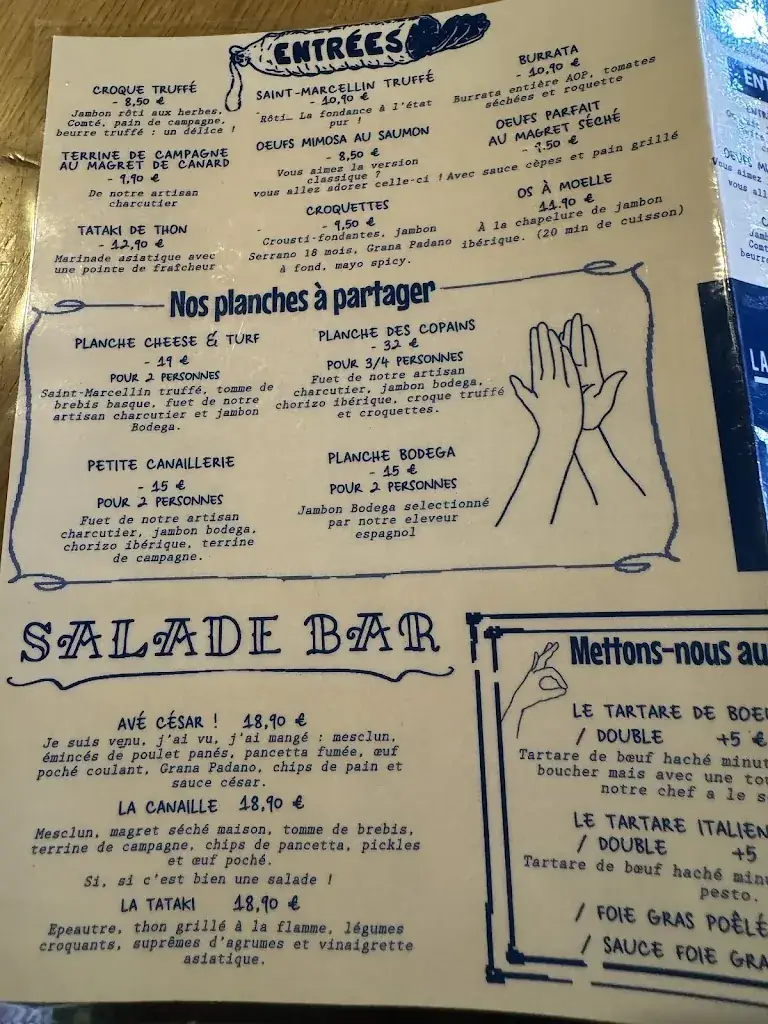 ENTRÉES
CROQUE TRUFFÉ
- 8,50 €
Jambon rôti aux herbes,
Comté, pain de campagne,
beurre truffé : un délice !
TERRINE DE CAMPAGNE
AU MAGRET DE CANARD
- 9,90 €
De notre artisan
charcutier
TATAKI DE THON
- 12,90 €
Marinade asiatique avec
une pointe de fraîcheur
SAINT-MARCELLIN TRUFFÉ
- 10,90 €
Rôti… La fondance à l'état
pur !
OEUFS MIMOSA AU SAUMON
- 8,50 €
Vous aimez la version
classique ?
vous allez adorer celle-ci !
CROQUETTES
- 9,50 €
Crousti-fondantes, jambon
Serrano 18 mois, Grana Padano
à fond, mayo spicy.
BURRATA
- 10,90 €
Burrata entière AOP, tomates
séchées et roquette
OEUFS PARFAIT
AU MAGRET SÉCHÉ
- 9.50 €
Avec sauce cèpes et pain grillé
OS À MOELLE
11.90 €
À la chapelure de jambon
ibérique. (20 min de cuisson)
Nos planches à partager
PLANCHE CHEESE & TURF
- 19 €
POUR 2 PERSONNES
Saint-Marcellin truffé, tomme de
brebis basque, fuet de notre
artisan charcutier et jambon
Bodega.
PLANCHE DES COPAINS
- 32 €
POUR 3/4 PERSONNES
Fuet de notre artisan
charcutier, jambon bodega,
chorizo ibérique, croque truffé
et croquettes.
PETITE CANAILLERIE
- 15 €
POUR 2 PERSONNES
Fuet de notre artisan
charcutier, jambon bodega,
chorizo ibérique, terrine
de campagne.
PLANCHE BODEGA
- 15 €
POUR 2 PERSONNES
Jambon Bodega selectionné
par notre eleveur
espagnol
SALADE BAR
AVÉ CÉSAR ! 18,90 €
Je suis venu, j'ai vu, j'ai mangé : mesclun,
émincés de poulet panés, pancetta fumée, œuf
poché coulant, Grana Padano, chips de pain et
sauce césar.
LA CANAILLE 18,90 €
Mesclun, magret séché maison, tomme de brebis,
terrine de campagne, chips de pancetta, pickles
et œuf poché.
Si, si c'est bien une salade !
LA TATAKI 18,90 €
Epeautre, thon grillé à la flamme, légumes
croquants, suprêmes d'agrumes et vinaigrette
asiatique.
Mettons-nous au
LE TARTARE DE BOEU
/ DOUBLE +5 €
Tartare de bœuf haché minut
boucher mais avec une tou
notre chef a le s
LE TARTARE ITALIEN
/ DOUBLE +5
Tartare de bœuf haché minu
pesto.
/ FOIE GRAS POÊLÉ
/ SAUCE FOIE GRA
ENT
LA